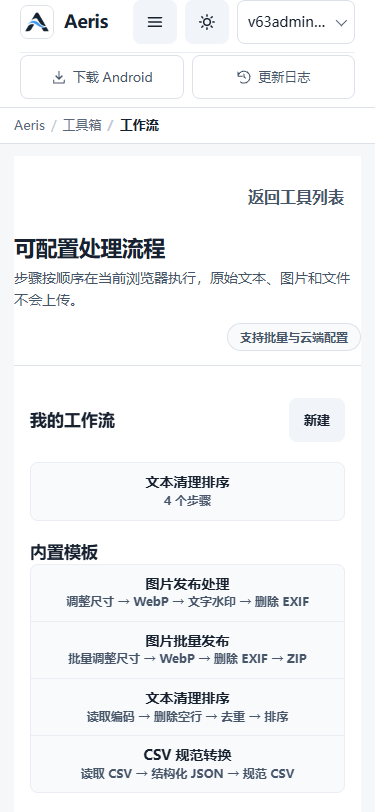 Aeris
v63admin...
下载 Android
更新日志
Aeris / 工具箱 / 工作流
返回工具列表
可配置处理流程
步骤按顺序在当前浏览器执行，原始文本、图片和文件
不会上传。
支持批量与云端配置
我的工作流
新建
文本清理排序
4 个步骤
内置模板
图片发布处理
调整尺寸 → WebP → 文字水印 → 删除 EXIF
图片批量发布
批量调整尺寸 → WebP → 删除 EXIF → ZIP
文本清理排序
读取编码 → 删除空行 → 去重 → 排序
CSV 规范转换
读取 CSV → 结构化 JSON → 规范 CSV